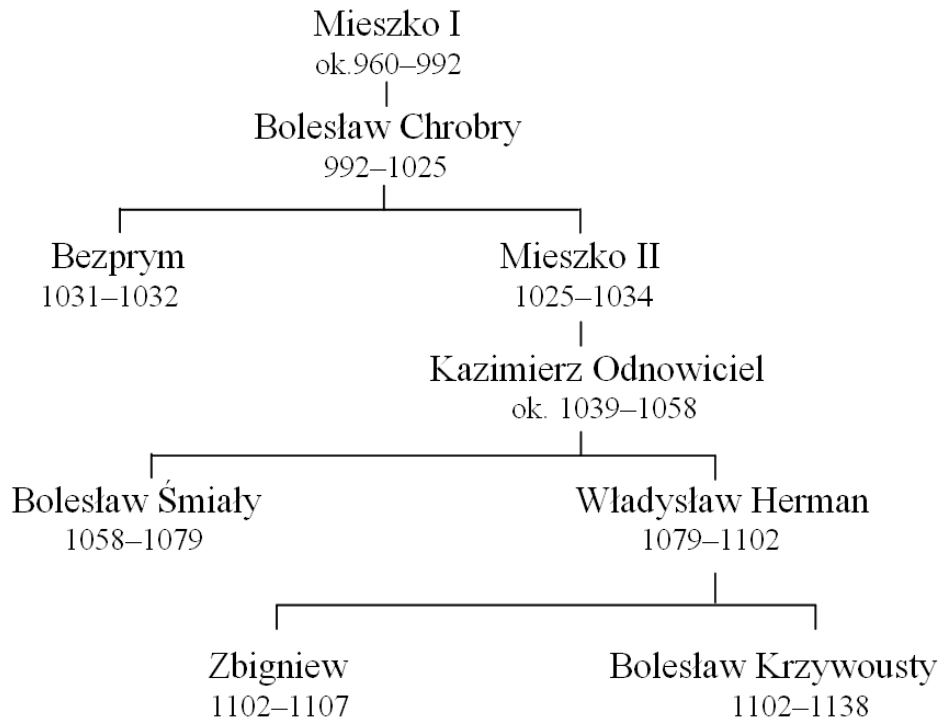 Mieszko I
ok.960–992
Bolesław Chrobry
992–1025
Bezprym
1031–1032
Mieszko II
1025–1034
Kazimierz Odnowiciel
ok. 1039–1058
Bolesław Śmiały
1058–1079
Władysław Herman
1079–1102
Zbigniew
1102–1107
Bolesław Krzywousty
1102–1138